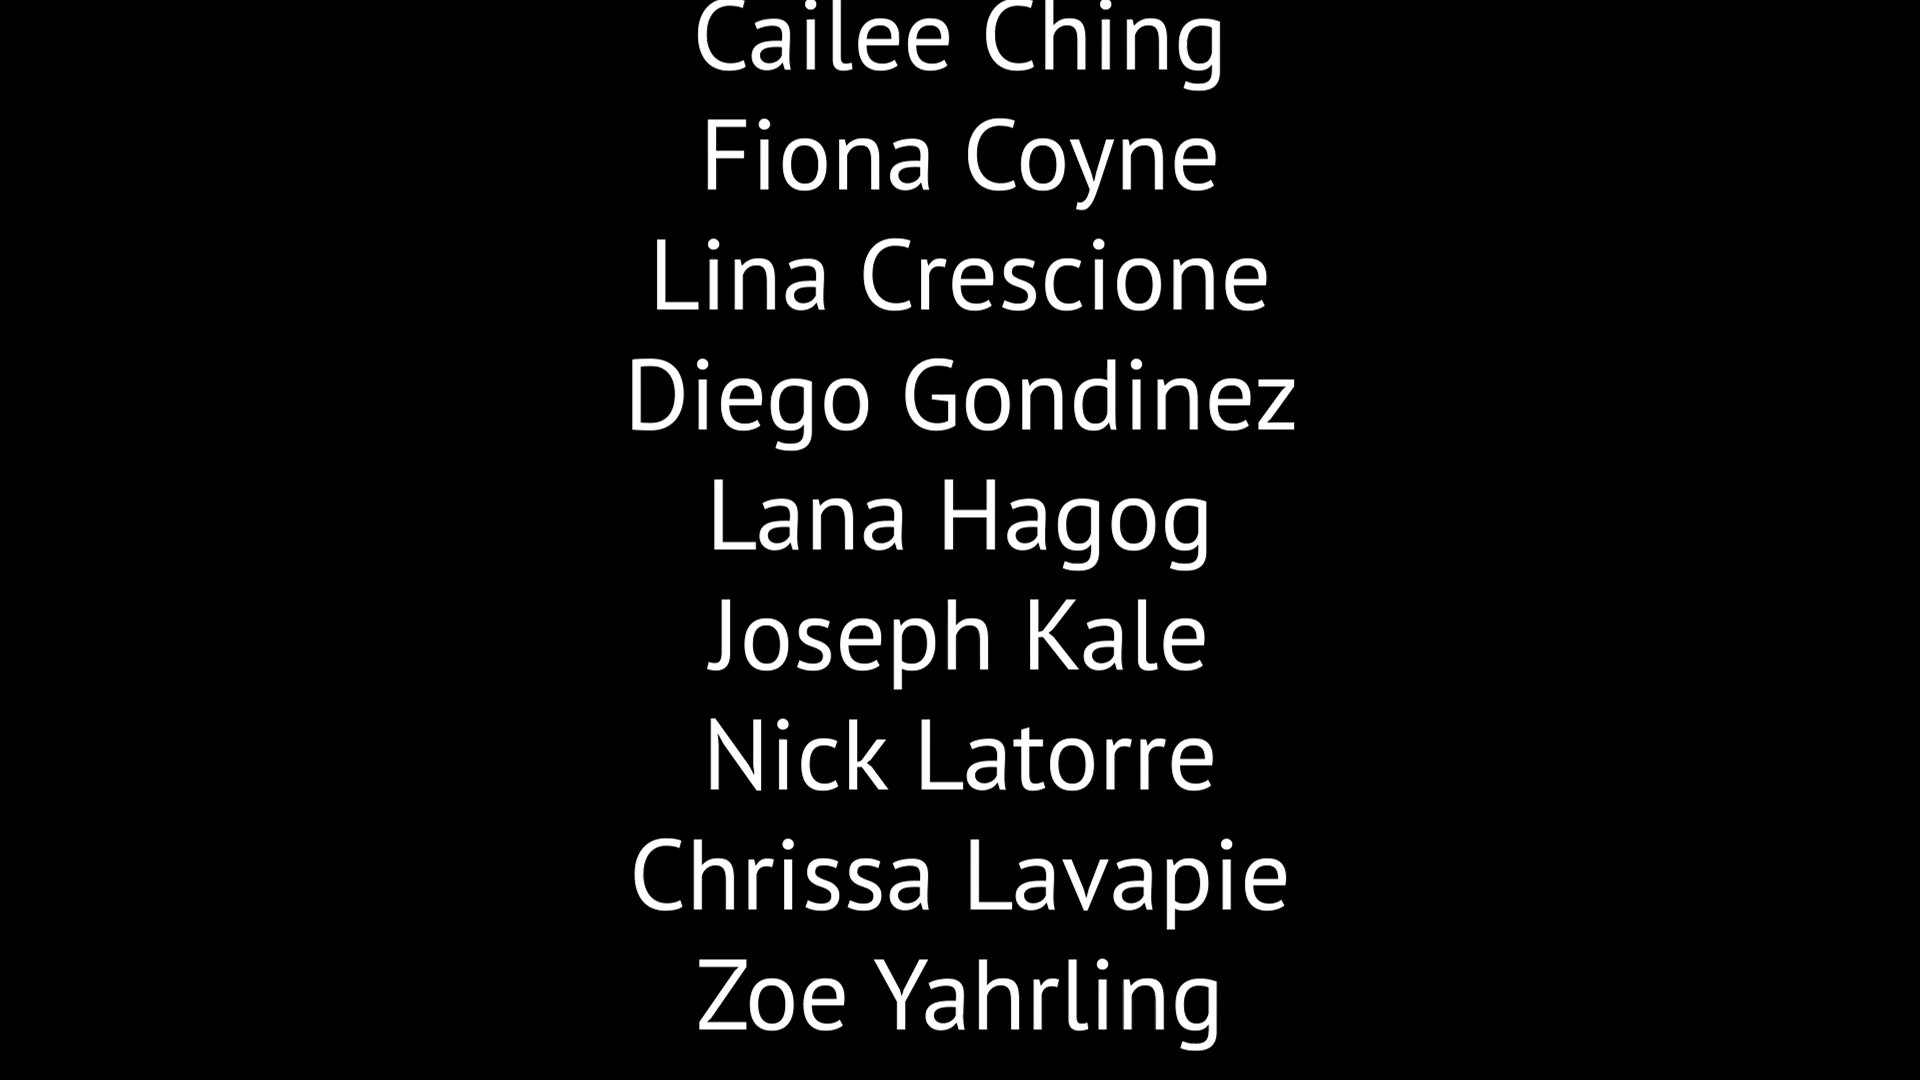 Cailee Ching
Fiona Coyne
Lina Crescione
Diego Gondinez
Lana Hagog
Joseph Kale
Nick Latorre
Chrissa Lavapie
Zoe Yahrling